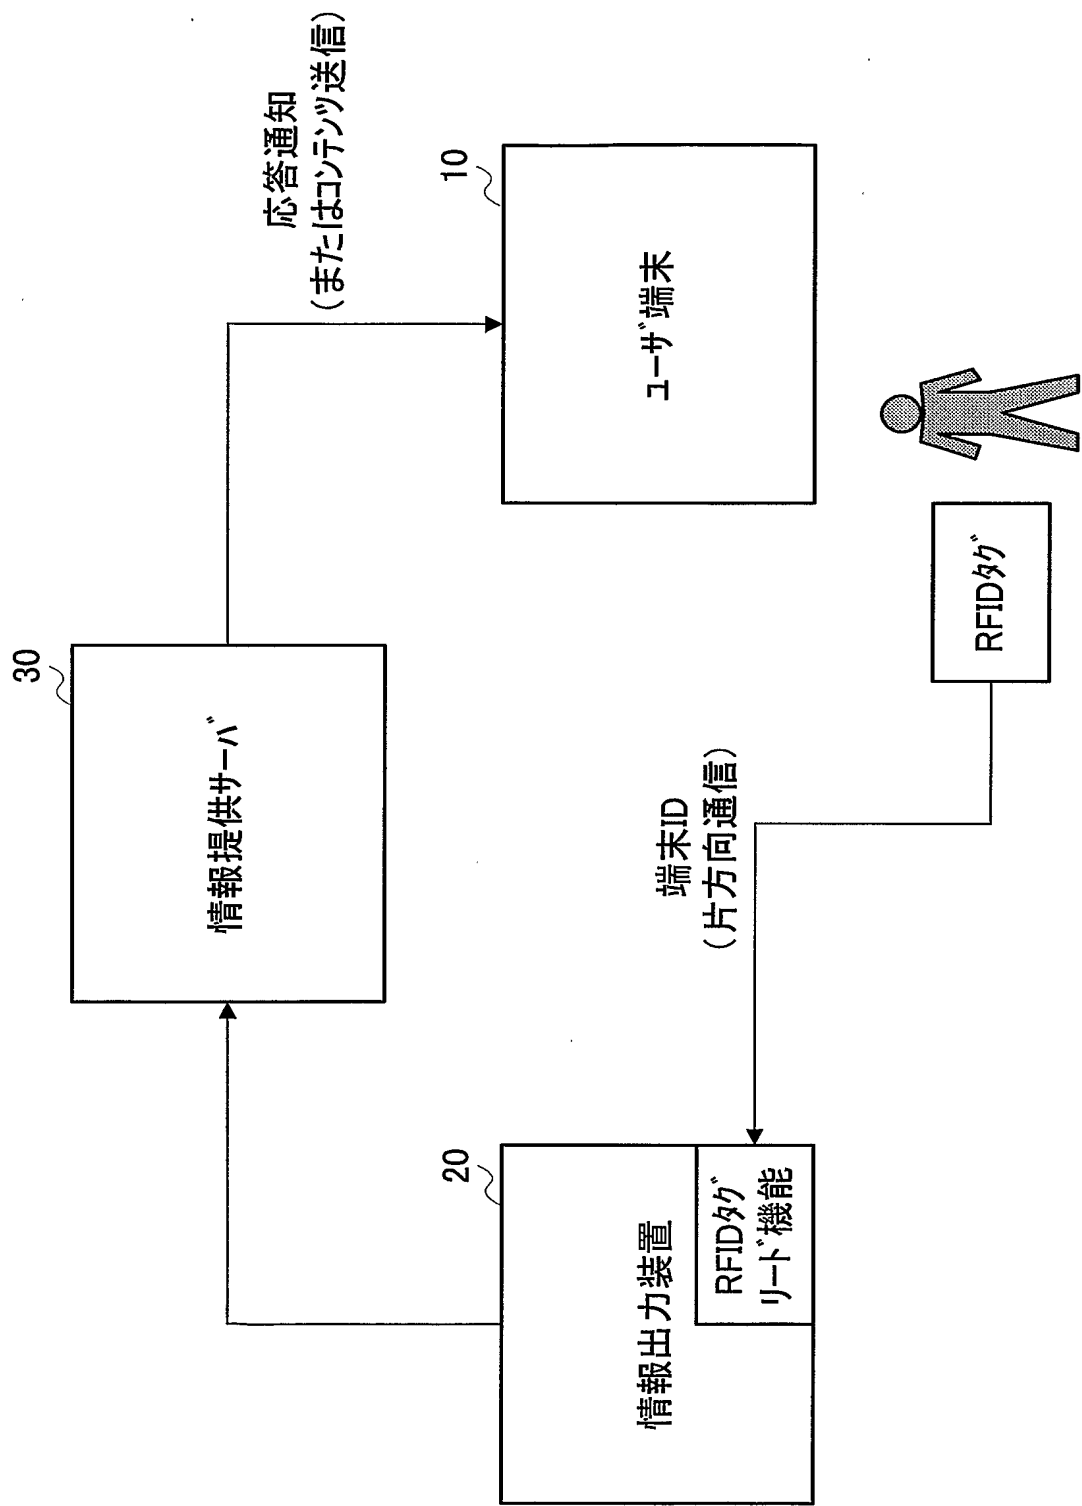 30
情報提供サーバ
応答通知
(またはコンテンツ送信)
20
情報出力装置
RFIDタグ
リード機能
端末ID
(片方向通信)
10
ユーザ端末
RFIDタグ